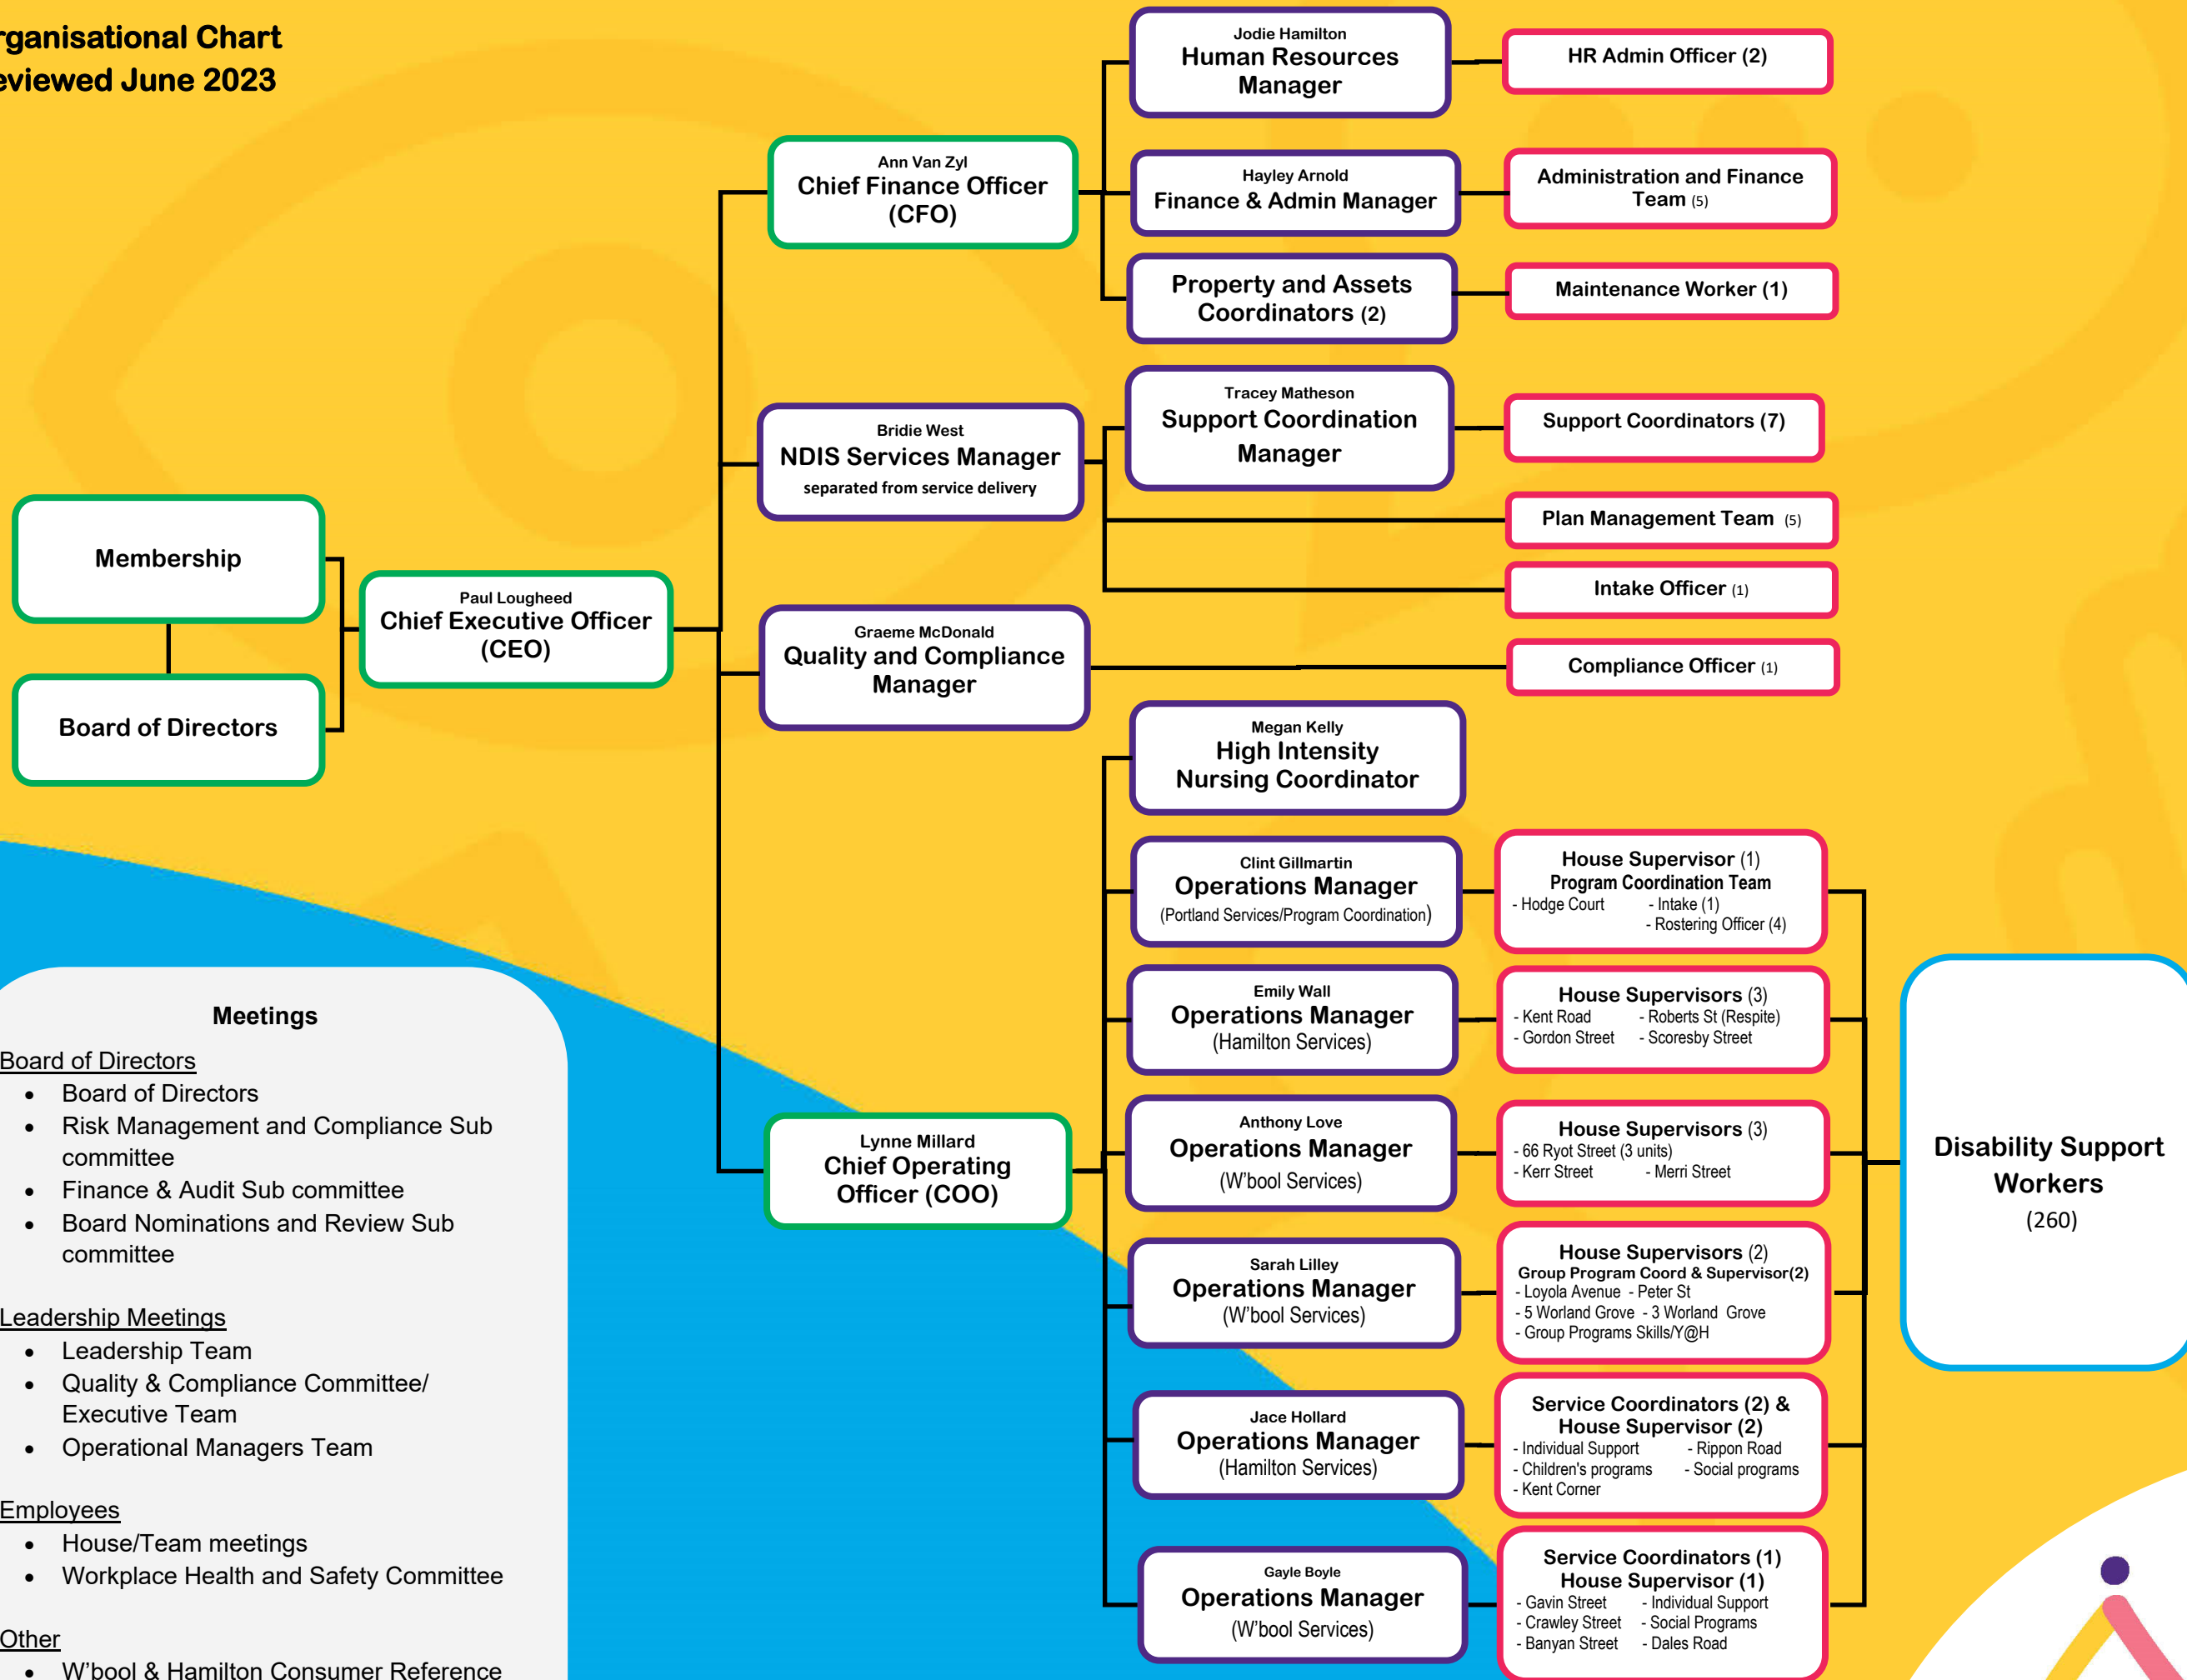 rganisational Chart
eviewed June 2023
Membership
Board of Directors
Paul Lougheed
Chief Executive Officer
(CEO)
Ann Van Zyl
Chief Finance Officer
(CFO)
Jodie Hamilton
Human Resources
Manager
HR Admin Officer (2)
Hayley Arnold
Finance & Admin Manager
Administration and Finance
Team (5)
Property and Assets
Coordinators (2)
Maintenance Worker (1)
Bridie West
NDIS Services Manager
separated from service delivery
Tracey Matheson
Support Coordination
Manager
Support Coordinators (7)
Plan Management Team (5)
Intake Officer (1)
Graeme McDonald
Quality and Compliance
Manager
Compliance Officer (1)
Lynne Millard
Chief Operating
Officer (COO)
Megan Kelly
High Intensity
Nursing Coordinator
Clint Gillmartin
Operations Manager
(Portland Services/Program Coordination)
House Supervisor (1)
Program Coordination Team
- Hodge Court - Intake (1)
- Rostering Officer (4)
Emily Wall
Operations Manager
(Hamilton Services)
House Supervisors (3)
- Kent Road - Roberts St (Respite)
- Gordon Street - Scoresby Street
Anthony Love
Operations Manager
(W'bool Services)
House Supervisors (3)
- 66 Ryot Street (3 units)
- Kerr Street - Merri Street
Sarah Lilley
Operations Manager
(W'bool Services)
House Supervisors (2)
Group Program Coord & Supervisor(2)
- Loyola Avenue - Peter St
- 5 Worland Grove - 3 Worland Grove
- Group Programs Skills/Y@H
Jace Hollard
Operations Manager
(Hamilton Services)
Service Coordinators (2) &
House Supervisor (2)
- Individual Support - Rippon Road
- Children's programs - Social programs
- Kent Corner
Gayle Boyle
Operations Manager
(W'bool Services)
Service Coordinators (1)
House Supervisor (1)
- Gavin Street - Individual Support
- Crawley Street - Social Programs
- Banyan Street - Dales Road
Disability Support
Workers
(260)
Meetings
Board of Directors
• Board of Directors
• Risk Management and Compliance Sub
committee
• Finance & Audit Sub committee
• Board Nominations and Review Sub
committee
Leadership Meetings
• Leadership Team
• Quality & Compliance Committee/
Executive Team
• Operational Managers Team
Employees
• House/Team meetings
• Workplace Health and Safety Committee
Other
• W'bool & Hamilton Consumer Reference